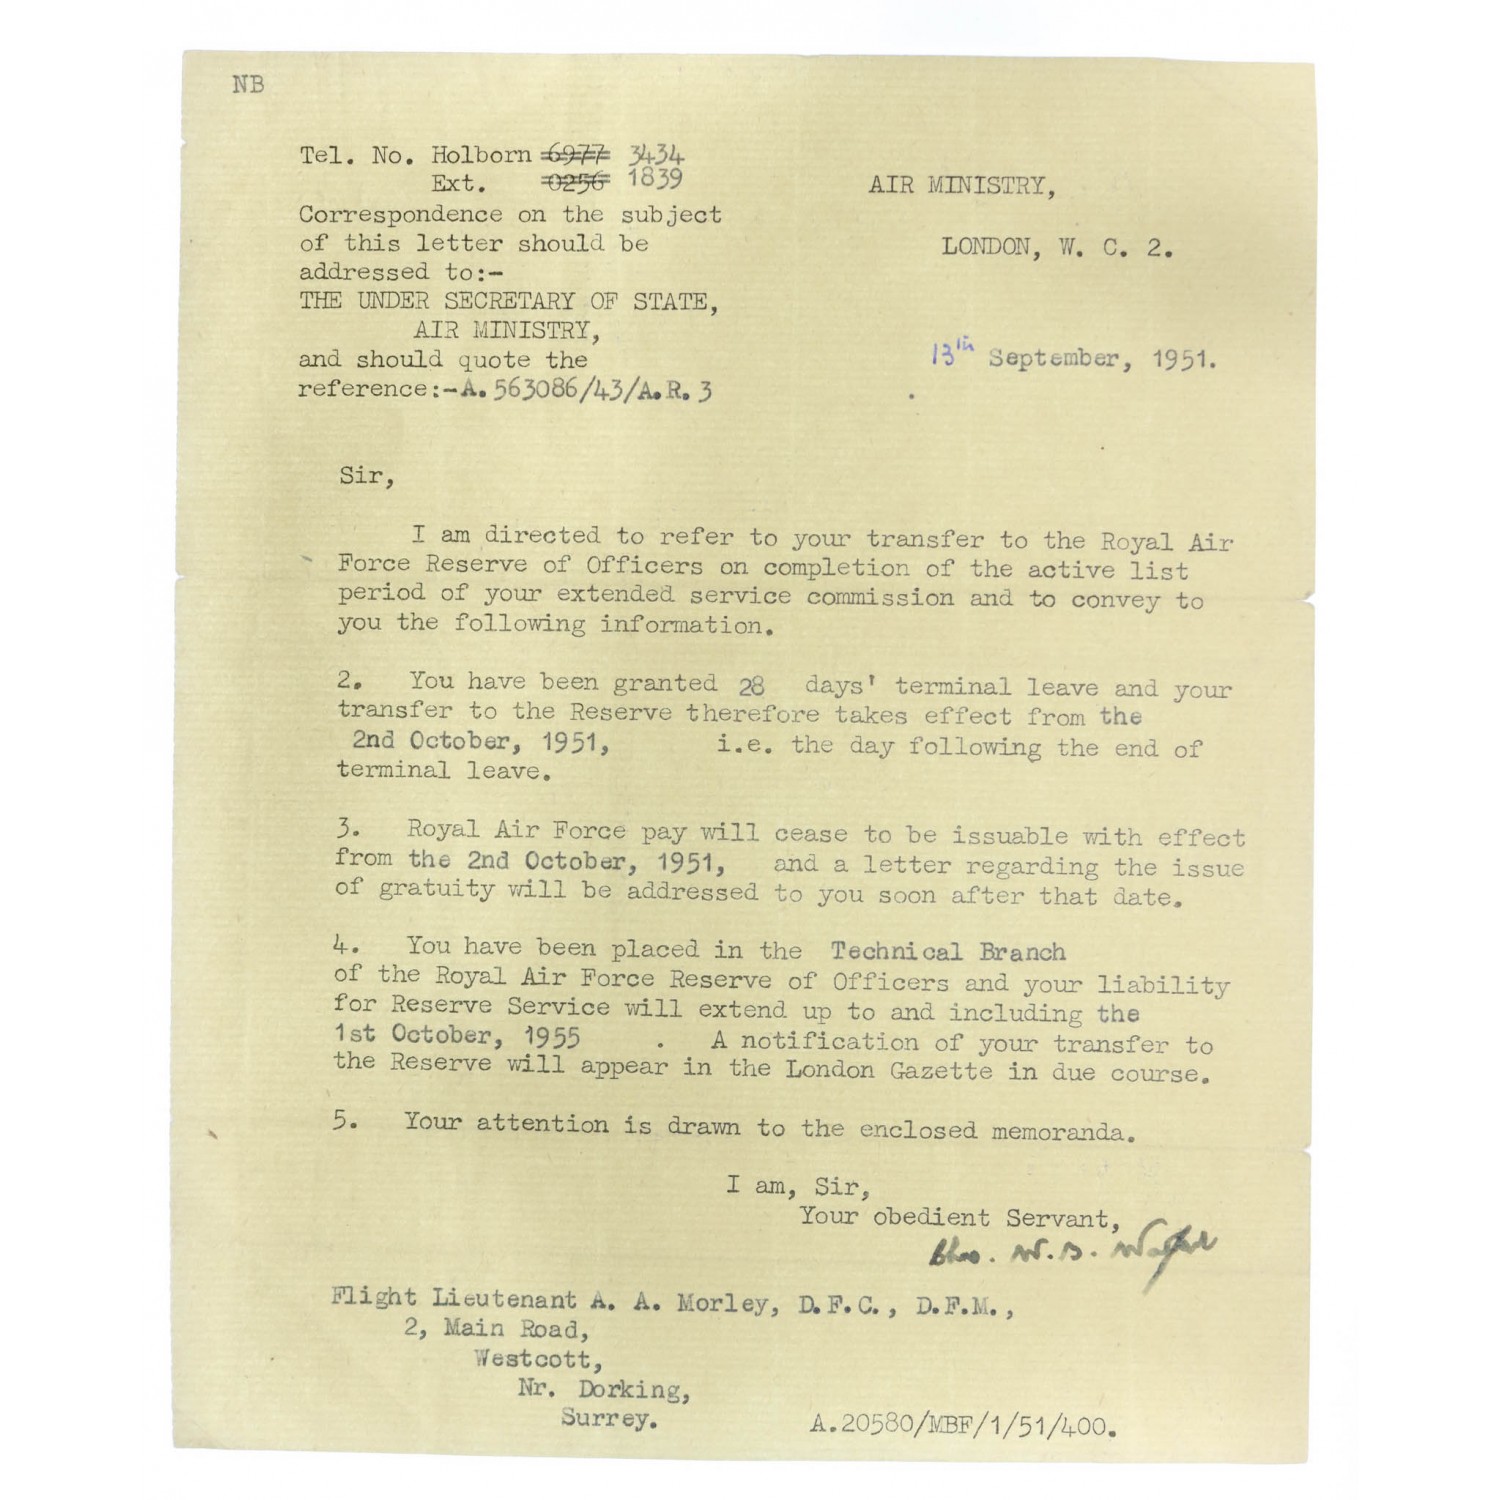 NB
Tel. No. Holborn 6977 3434
Ext. 0256 1839
Correspondence on the subject
of this letter should be
addressed to:-
THE UNDER SECRETARY OF STATE,
AIR MINISTRY,
and should quote the
reference:-A.563086/43/A.R.3
AIR MINISTRY,
LONDON, W. C. 2.
13th September, 1951.
Sir,
I am directed to refer to your transfer to the Royal Air
Force Reserve of Officers on completion of the active list
period of your extended service commission and to convey to
you the following information.
2. You have been granted 28 days' terminal leave and your
transfer to the Reserve therefore takes effect from the
2nd October, 1951, i.e. the day following the end of
terminal leave.
3. Royal Air Force pay will cease to be issuable with effect
from the 2nd October, 1951, and a letter regarding the issue
of gratuity will be addressed to you soon after that date.
4. You have been placed in the Technical Branch
of the Royal Air Force Reserve of Officers and your liability
for Reserve Service will extend up to and including the
1st October, 1955 . A notification of your transfer to
the Reserve will appear in the London Gazette in due course.
5. Your attention is drawn to the enclosed memoranda.
I am, Sir,
Your obedient Servant,
W.B.
Flight Lieutenant A. A. Morley, D.F.C., D.F.M.,
2, Main Road,
Westcott,
Nr. Dorking,
Surrey.
A.20580/MBF/1/51/400.